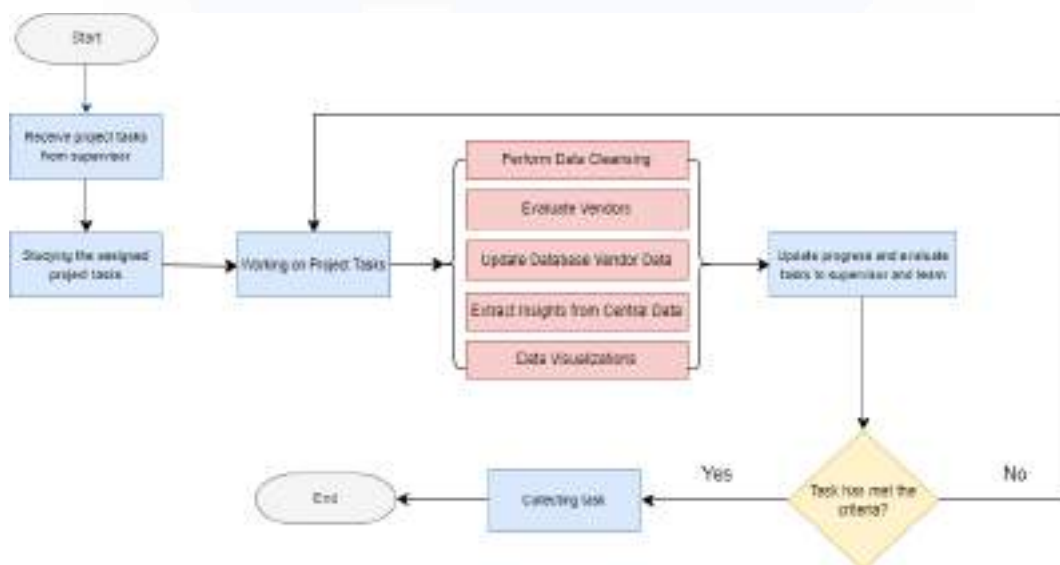 Start
Receive project tasks
from supervisor
Studying the assigned
project tasks
Working on Project Tasks
Perform Data Cleansing
Evaluate Vendors
Update Database Vendor Data
Extract Insights from Central Data
Data Visualizations
Update progress and evaluate
tasks to supervisor and team
Task has met the
criteria?
Yes
No
Collecting task
End